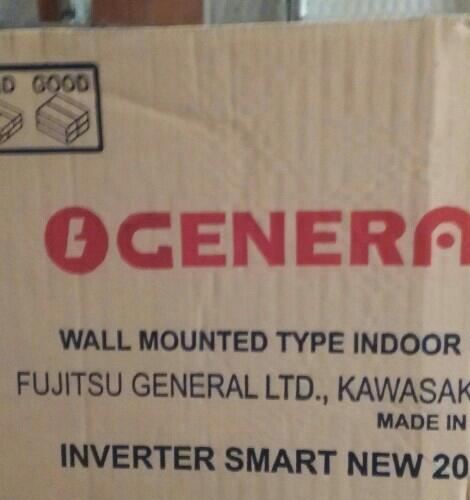 GOOD
GENERA
WALL MOUNTED TYPE INDOOR
FUJITSU GENERAL LTD., KAWASAK
MADE IN
INVERTER SMART NEW 20